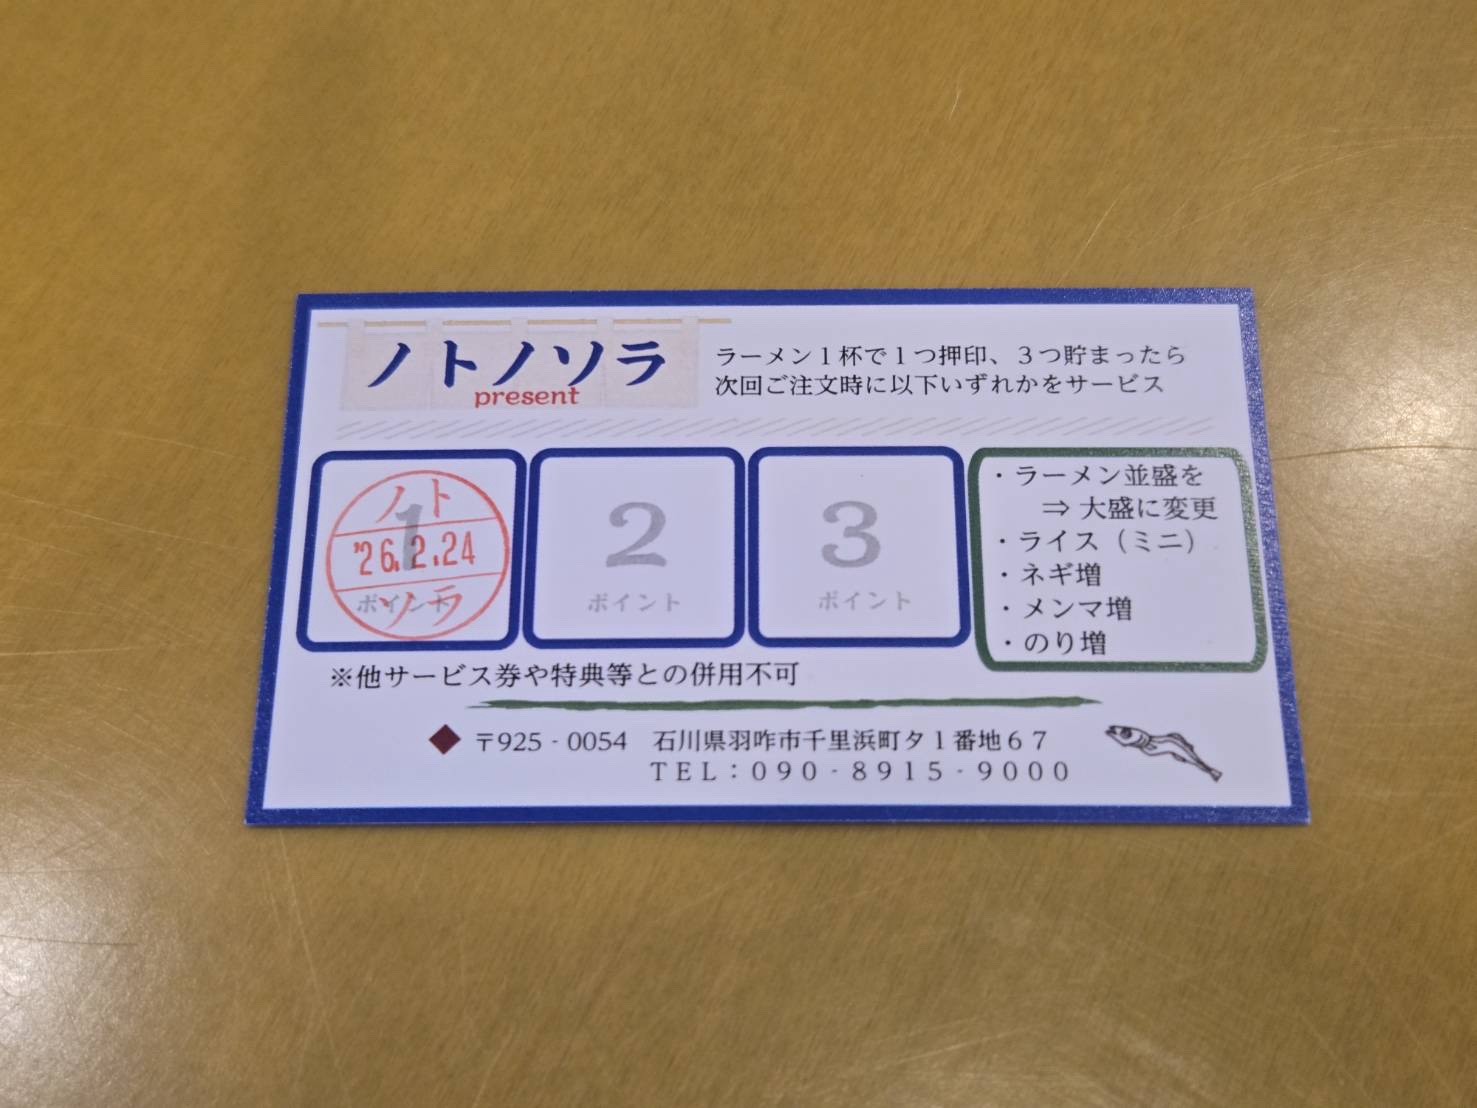 ノトノソラ
present
ラーメン１杯で１つ押印、３つ貯まったら
次回ご注文時に以下いずれかをサービス
1
ポイント
ノト
'26.2.24
ソラ
2
ポイント
3
ポイント
・ラーメン並盛を
⇒ 大盛に変更
・ライス（ミニ）
・ネギ増
・メンマ増
・のり増
※他サービス券や特典等との併用不可
◆ 〒925‐0054 石川県羽咋市千里浜町タ１番地６７
ＴＥＬ：０９０‐８９１５‐９０００